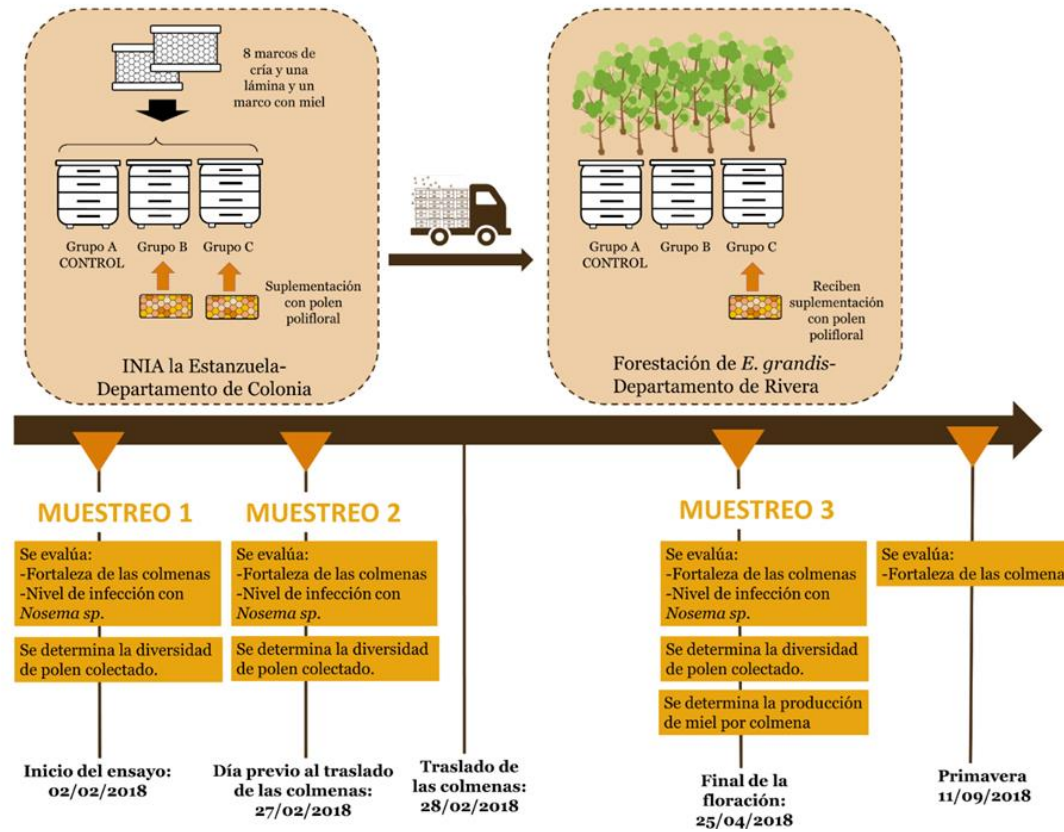 8 marcos de
cría y una
lámina y un
marco con miel
Grupo A
CONTROL
Grupo B
Grupo C
Suplementación
con polen
polifloral
INIA la Estanzuela-
Departamento de Colonia
Grupo A
CONTROL
Grupo B
Grupo C
Reciben
suplementación
con polen
polifloral
Forestación de E. grandis-
Departamento de Rivera
MUESTREO 1
Se evalúa:
-Fortaleza de las colmenas
-Nivel de infección con
Nosema sp.
Se determina la diversidad
de polen colectado.
Inicio del ensayo:
02/02/2018
MUESTREO 2
Se evalúa:
-Fortaleza de las colmenas
-Nivel de infección con
Nosema sp.
Se determina la diversidad
de polen colectado.
Día previo al traslado
de las colmenas:
27/02/2018
Traslado de
las colmenas:
28/02/2018
MUESTREO 3
Se evalúa:
-Fortaleza de las colmenas
-Nivel de infección con
Nosema sp.
Se determina la diversidad
de polen colectado.
Se determina la producción
de miel por colmena
Final de la
floración:
25/04/2018
Se evalúa:
-Fortaleza de las colmena
Primavera
11/09/2018